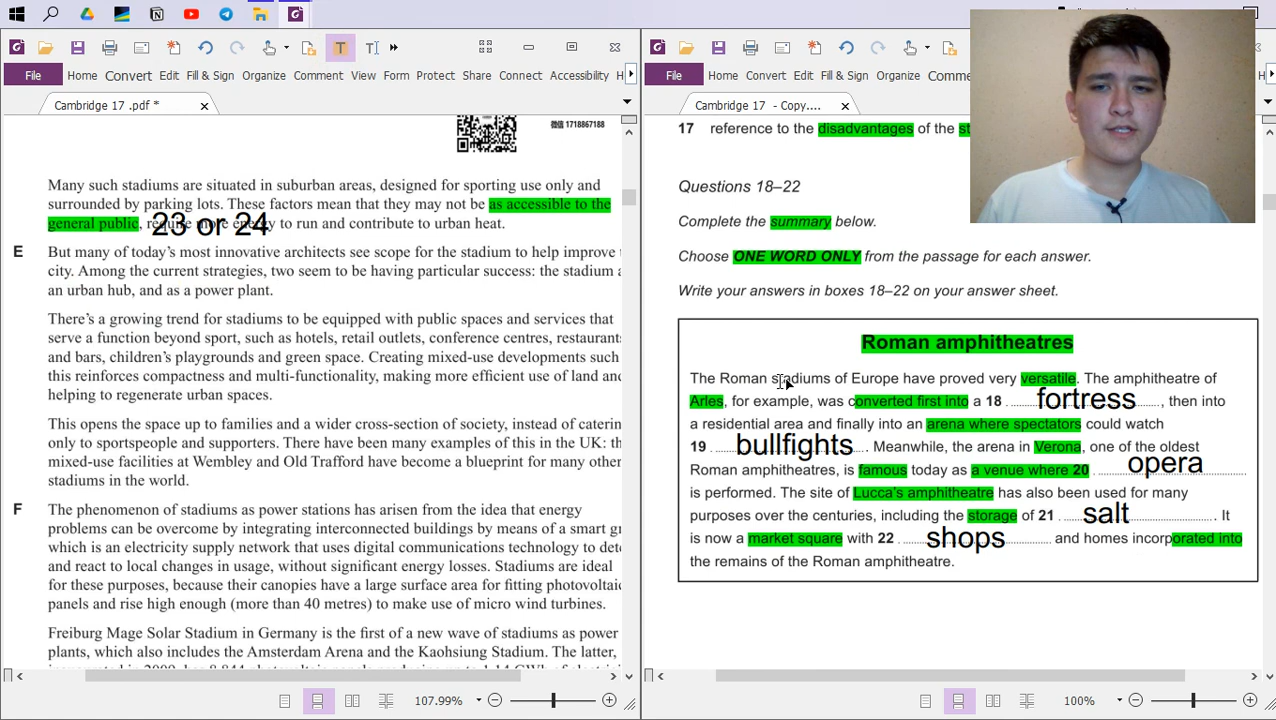 File Home Convert Edit Fill & Sign Organize Comment View Form Protect Share Connect Accessibility
Cambridge 17 .pdf *
微信 1718867188
Many such stadiums are situated in suburban areas, designed for sporting use only and
surrounded by parking lots. These factors mean that they may not be as accessible to the
general public, require more energy to run and contribute to urban heat.
23 or 24
E But many of today's most innovative architects see scope for the stadium to help improve
city. Among the current strategies, two seem to be having particular success: the stadium a
an urban hub, and as a power plant.
There's a growing trend for stadiums to be equipped with public spaces and services that
serve a function beyond sport, such as hotels, retail outlets, conference centres, restaurant
and bars, children's playgrounds and green space. Creating mixed-use developments such
this reinforces compactness and multi-functionality, making more efficient use of land and
helping to regenerate urban spaces.
This opens the space up to families and a wider cross-section of society, instead of caterin
only to sportspeople and supporters. There have been many examples of this in the UK: th
mixed-use facilities at Wembley and Old Trafford have become a blueprint for many other
stadiums in the world.
F The phenomenon of stadiums as power stations has arisen from the idea that energy
problems can be overcome by integrating interconnected buildings by means of a smart gr
which is an electricity supply network that uses digital communications technology to dete
and react to local changes in usage, without significant energy losses. Stadiums are ideal
for these purposes, because their canopies have a large surface area for fitting photovoltaic
panels and rise high enough (more than 40 metres) to make use of micro wind turbines.
Freiburg Mage Solar Stadium in Germany is the first of a new wave of stadiums as power
plants, which also includes the Amsterdam Arena and the Kaohsiung Stadium. The latter,
107.99%
File Home Convert Edit Fill & Sign Organize Comme
Cambridge 17 - Copy....
17 reference to the disadvantages of the st
Questions 18–22
Complete the summary below.
Choose ONE WORD ONLY from the passage for each answer.
Write your answers in boxes 18–22 on your answer sheet.
Roman amphitheatres
The Roman stadiums of Europe have proved very versatile. The amphitheatre of
Arles, for example, was converted first into a 18 fortress, then into
a residential area and finally into an arena where spectators could watch
19 bullfights. Meanwhile, the arena in Verona, one of the oldest
Roman amphitheatres, is famous today as a venue where 20 opera
is performed. The site of Lucca's amphitheatre has also been used for many
purposes over the centuries, including the storage of 21 salt. It
is now a market square with 22 shops and homes incorporated into
the remains of the Roman amphitheatre.
100%